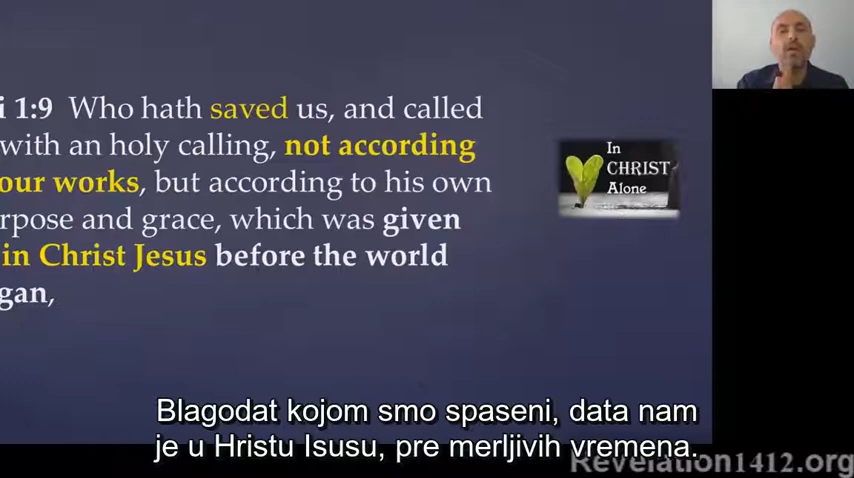 i 1:9 Who hath saved us, and called
with an holy calling, not according
our works, but according to his own
rpose and grace, which was given
in Christ Jesus before the world
gan,
In
CHRIST
Alone
Blagodat kojom smo spaseni, data nam
je u Hristu Isusu, pre merljivih vremena.
Revelation1412.org